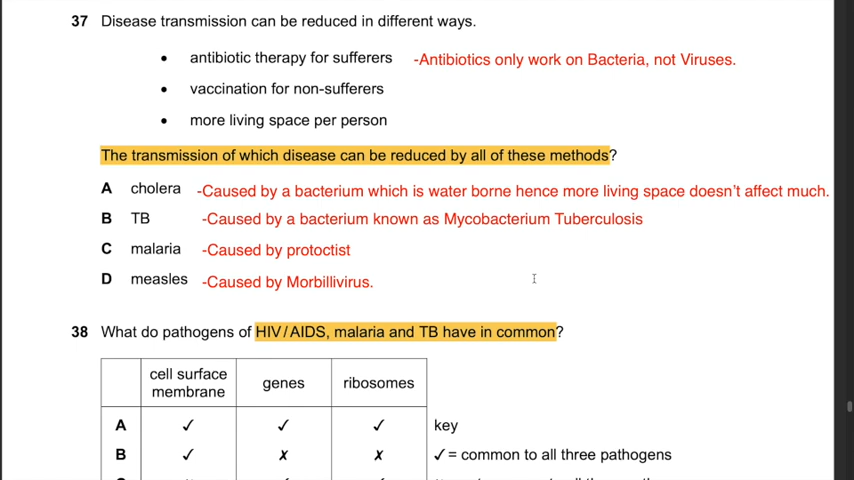 37 Disease transmission can be reduced in different ways.
• antibiotic therapy for sufferers -Antibiotics only work on Bacteria, not Viruses.
• vaccination for non-sufferers
• more living space per person
The transmission of which disease can be reduced by all of these methods?
A cholera -Caused by a bacterium which is water borne hence more living space doesn't affect much.
B TB -Caused by a bacterium known as Mycobacterium Tuberculosis
C malaria -Caused by protoctist
D measles -Caused by Morbillivirus.
38 What do pathogens of HIV/AIDS, malaria and TB have in common?
cell surface
membrane genes ribosomes
A ✓ ✓ ✓ key
B ✓ ✗ ✗ ✓= common to all three pathogens